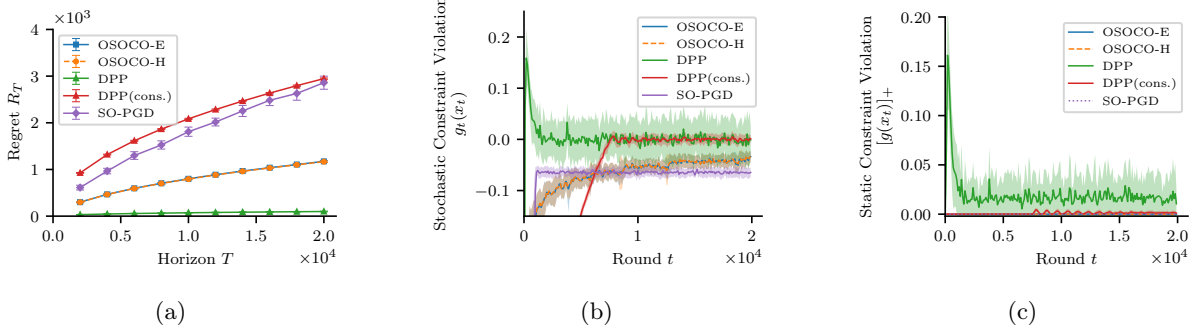 ×10³
4
3
2
1
0
Regret R_T
0.0
0.5
1.0
1.5
2.0
×10⁴
Horizon T
OSOCO-E
OSOCO-H
DPP
DPP(cons.)
SO-PGD
(a)
Stochastic Constraint Violation
g_t(x_t)
0.2
0.1
0.0
−0.1
0
1
2
×10⁴
Round t
OSOCO-E
OSOCO-H
DPP
DPP(cons.)
SO-PGD
(b)
Static Constraint Violation
[g(x_t)]_+
0.20
0.15
0.10
0.05
0.00
0.0
0.5
1.0
1.5
2.0
×10⁴
Round t
OSOCO-E
OSOCO-H
DPP
DPP(cons.)
SO-PGD
(c)